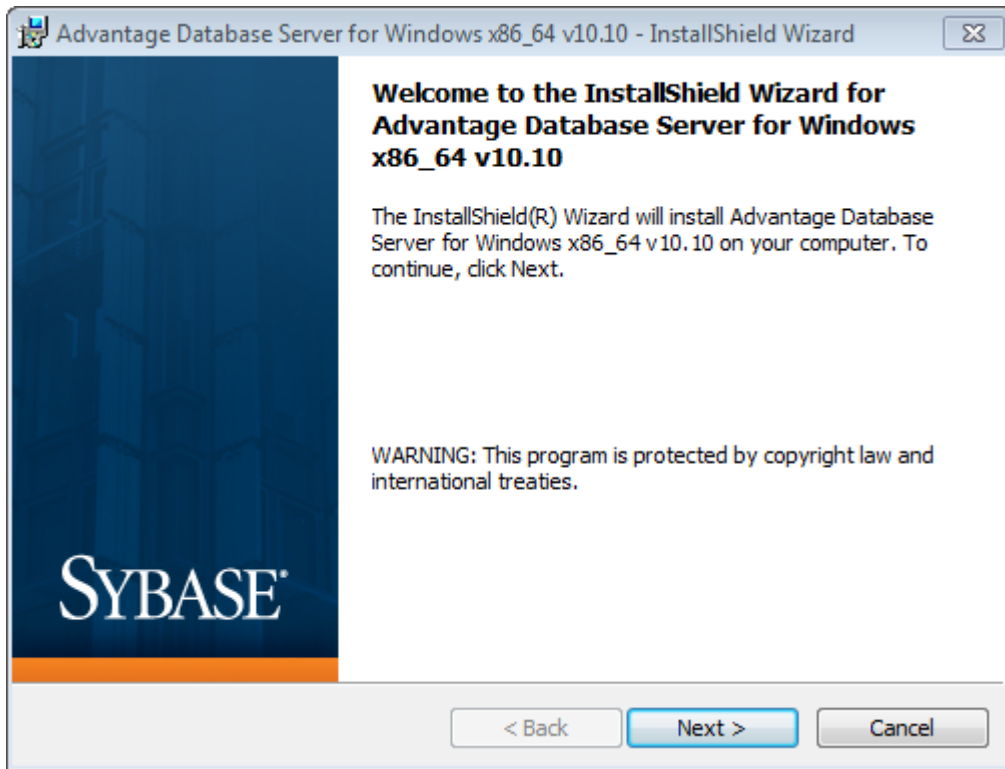 Advantage Database Server for Windows x86_64 v10.10 - InstallShield Wizard
Welcome to the InstallShield Wizard for
Advantage Database Server for Windows
x86_64 v10.10
The InstallShield(R) Wizard will install Advantage Database
Server for Windows x86_64 v10.10 on your computer. To
continue, click Next.
WARNING: This program is protected by copyright law and
international treaties.
SYBASE®
< Back
Next >
Cancel